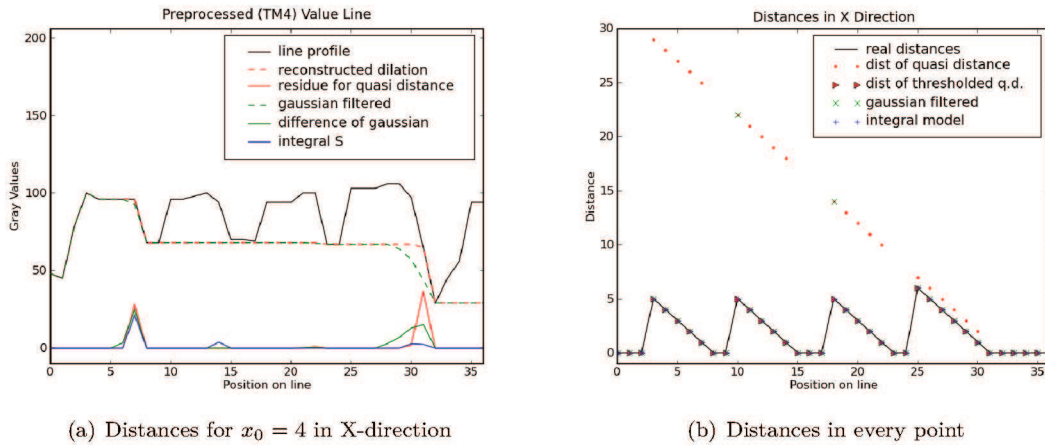 Preprocessed (TM4) Value Line
200
150
100
50
0
Gray Values
line profile
reconstructed dilation
residue for quasi distance
gaussian filtered
difference of gaussian
integral S
0 5 10 15 20 25 30 35
Position on line
(a) Distances for x₀ = 4 in X-direction
Distances in X Direction
30
25
20
15
10
5
0
Distance
real distances
dist of quasi distance
dist of thresholded q.d.
gaussian filtered
integral model
0 5 10 15 20 25 30 35
Position on line
(b) Distances in every point